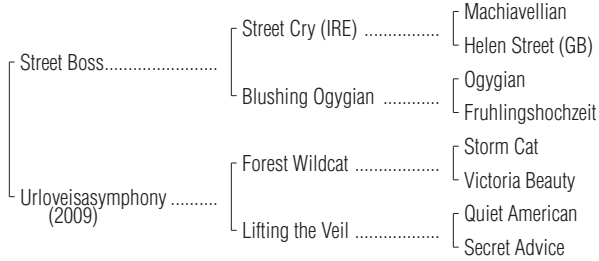 Machiavellian
Street Cry (IRE) ..................
Helen Street (GB)
Street Boss...........................
Ogygian
Blushing Ogygian .............
Fruhlingshochzeit
Storm Cat
Forest Wildcat ....................
Victoria Beauty
Urloveisasymphony ...........
(2009)
Quiet American
Lifting the Veil ....................
Secret Advice